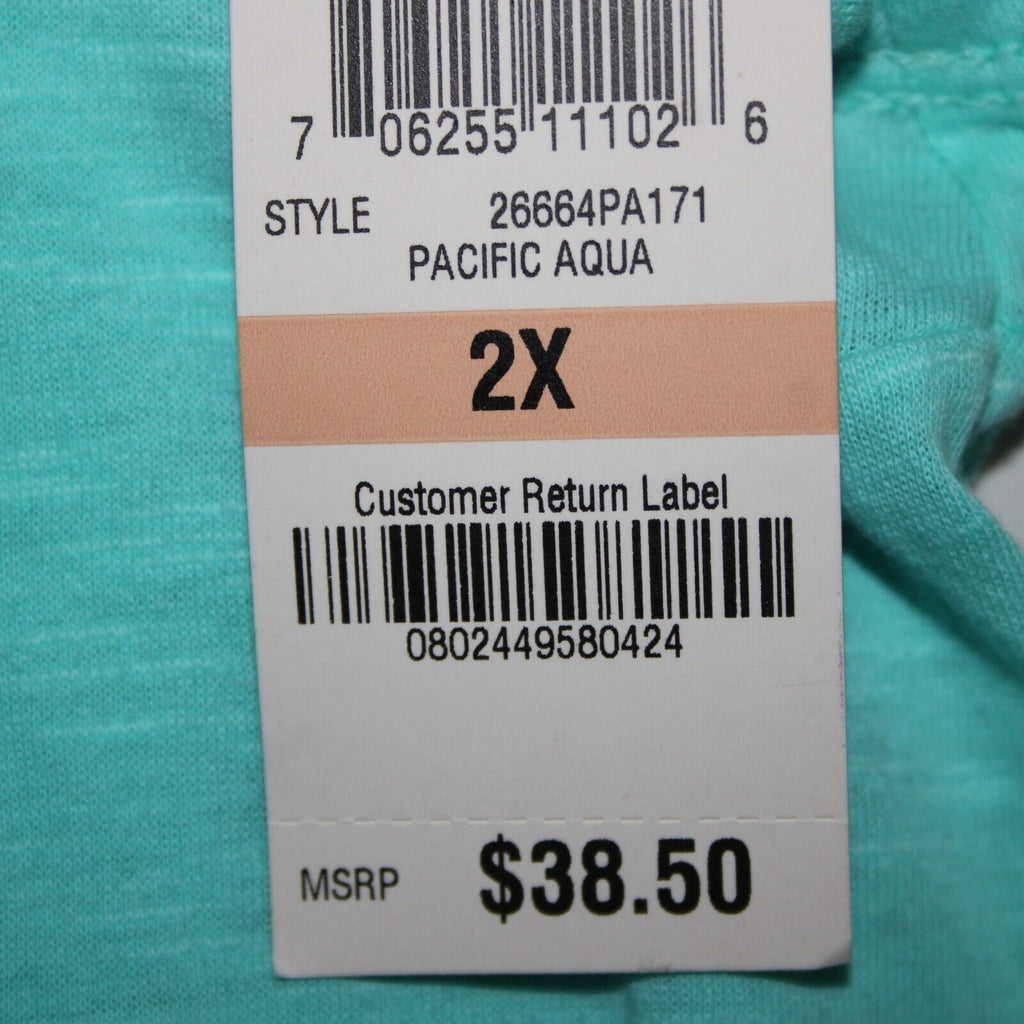 7 06255 11102 6
STYLE 26664PA171
PACIFIC AQUA
2X
Customer Return Label
0802449580424
MSRP $38.50